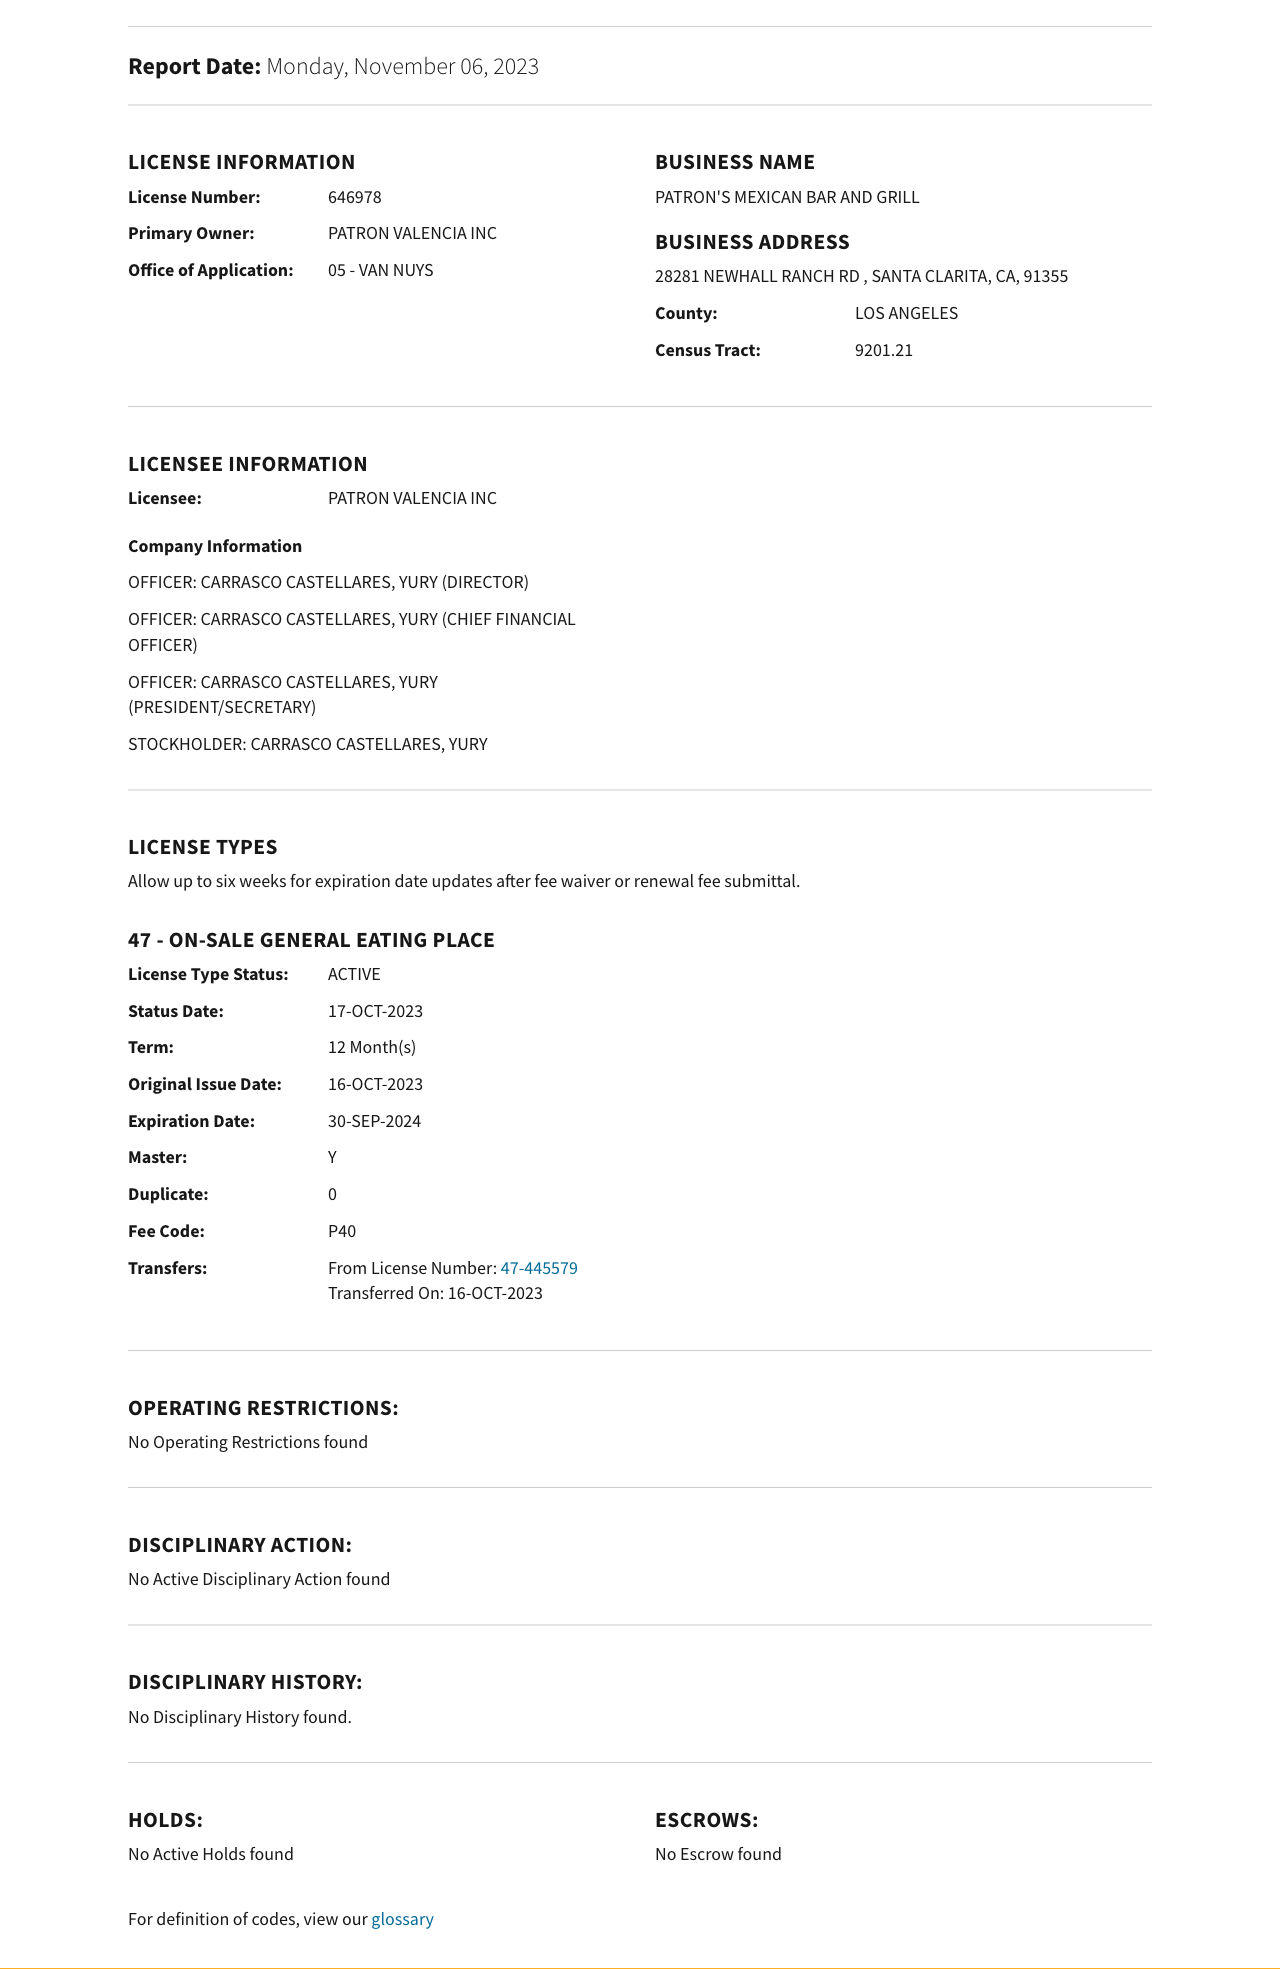 Report Date: Monday, November 06, 2023
LICENSE INFORMATION
License Number: 646978
Primary Owner: PATRON VALENCIA INC
Office of Application: 05 - VAN NUYS
BUSINESS NAME
PATRON'S MEXICAN BAR AND GRILL
BUSINESS ADDRESS
28281 NEWHALL RANCH RD , SANTA CLARITA, CA, 91355
County: LOS ANGELES
Census Tract: 9201.21
LICENSEE INFORMATION
Licensee: PATRON VALENCIA INC
Company Information
OFFICER: CARRASCO CASTELLARES, YURY (DIRECTOR)
OFFICER: CARRASCO CASTELLARES, YURY (CHIEF FINANCIAL
OFFICER)
OFFICER: CARRASCO CASTELLARES, YURY
(PRESIDENT/SECRETARY)
STOCKHOLDER: CARRASCO CASTELLARES, YURY
LICENSE TYPES
Allow up to six weeks for expiration date updates after fee waiver or renewal fee submittal.
47 - ON-SALE GENERAL EATING PLACE
License Type Status: ACTIVE
Status Date: 17-OCT-2023
Term: 12 Month(s)
Original Issue Date: 16-OCT-2023
Expiration Date: 30-SEP-2024
Master: Y
Duplicate: 0
Fee Code: P40
Transfers: From License Number: 47-445579
Transferred On: 16-OCT-2023
OPERATING RESTRICTIONS:
No Operating Restrictions found
DISCIPLINARY ACTION:
No Active Disciplinary Action found
DISCIPLINARY HISTORY:
No Disciplinary History found.
HOLDS:
No Active Holds found
ESCROWS:
No Escrow found
For definition of codes, view our glossary